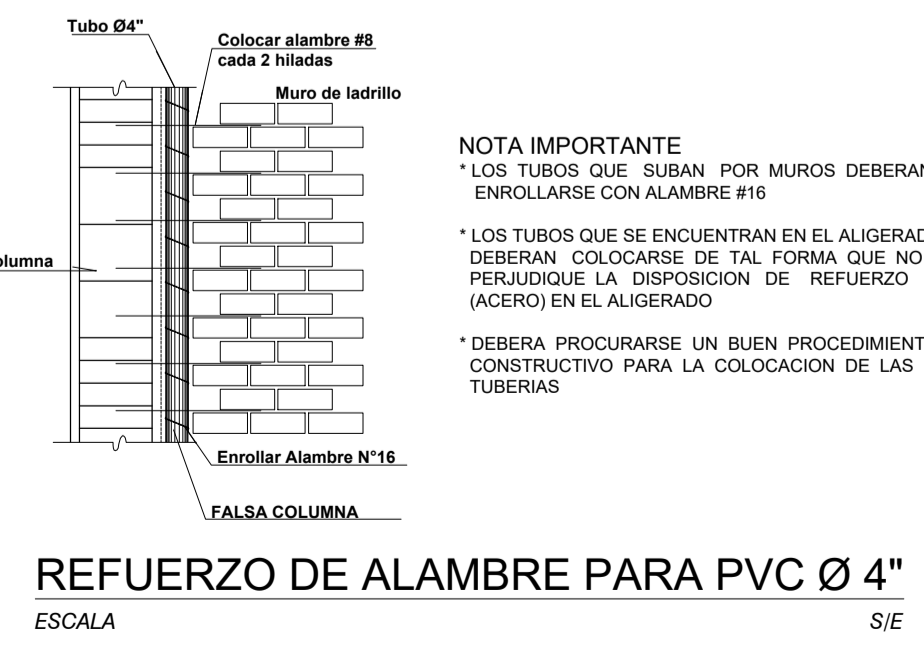 Tubo Ø4"
Colocar alambre #8
cada 2 hiladas
Muro de ladrillo
olumna
Enrollar Alambre N°16
FALSA COLUMNA
NOTA IMPORTANTE
* LOS TUBOS QUE SUBAN POR MUROS DEBERAN
ENROLLARSE CON ALAMBRE #16
* LOS TUBOS QUE SE ENCUENTRAN EN EL ALIGERAD
DEBERAN COLOCARSE DE TAL FORMA QUE NO
PERJUDIQUE LA DISPOSICION DE REFUERZO
(ACERO) EN EL ALIGERADO
* DEBERA PROCURARSE UN BUEN PROCEDIMIENT
CONSTRUCTIVO PARA LA COLOCACION DE LAS
TUBERIAS
REFUERZO DE ALAMBRE PARA PVC Ø 4"
ESCALA S/E